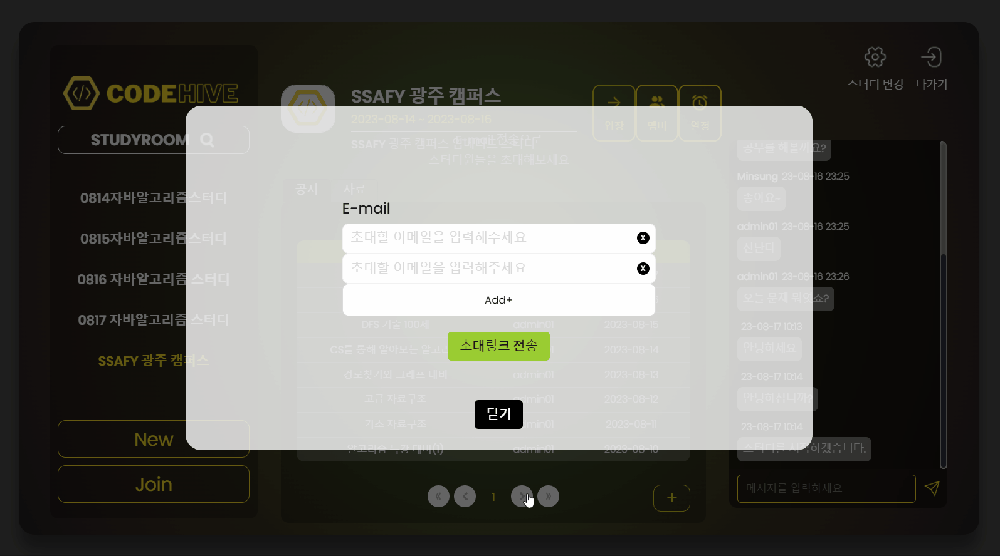 스터디 변경
나가기
CODEHIVE
SSAFY 광주 캠퍼스
2023-08-14 ~ 2023-08-16
입장
멤버
일정
STUDYROOM
E-mail 전송으로
스터디원들을 초대해보세요
SSAFY 광주 캠퍼스
0814자바알고리즘스터디
0815자바알고리즘스터디
0816 자바알고리즘 스터디
0817 자바알고리즘 스터디
SSAFY 광주 캠퍼스
New
Join
공지
자료
E-mail
초대할 이메일을 입력해주세요
X
초대할 이메일을 입력해주세요
X
Add+
초대링크 전송
닫기
DFS 기출 100제
admin01
2023-08-15
CS를 통해 알아보는 알고리
2023-08-14
경로찾기와 그래프 대비
admin01
2023-08-13
고급 자료구조
admin01
2023-08-12
기초 자료구조
min01
2023-08-11
알고리즘 특강 대비(1)
admin01
2023-08-10
« ‹ 1 › »
+
공부를 해볼까요?
Minsung 23-08-16 23:25
좋아요~
admin01 23-08-16 23:25
신난다
admin01 23-08-16 23:26
오늘 문제 뭐였죠?
23-08-17 10:13
안녕하세요
23-08-17 10:14
안녕하십니까?
23-08-17 10:14
스터디를 시작하겠습니다.
메시지를 입력하세요